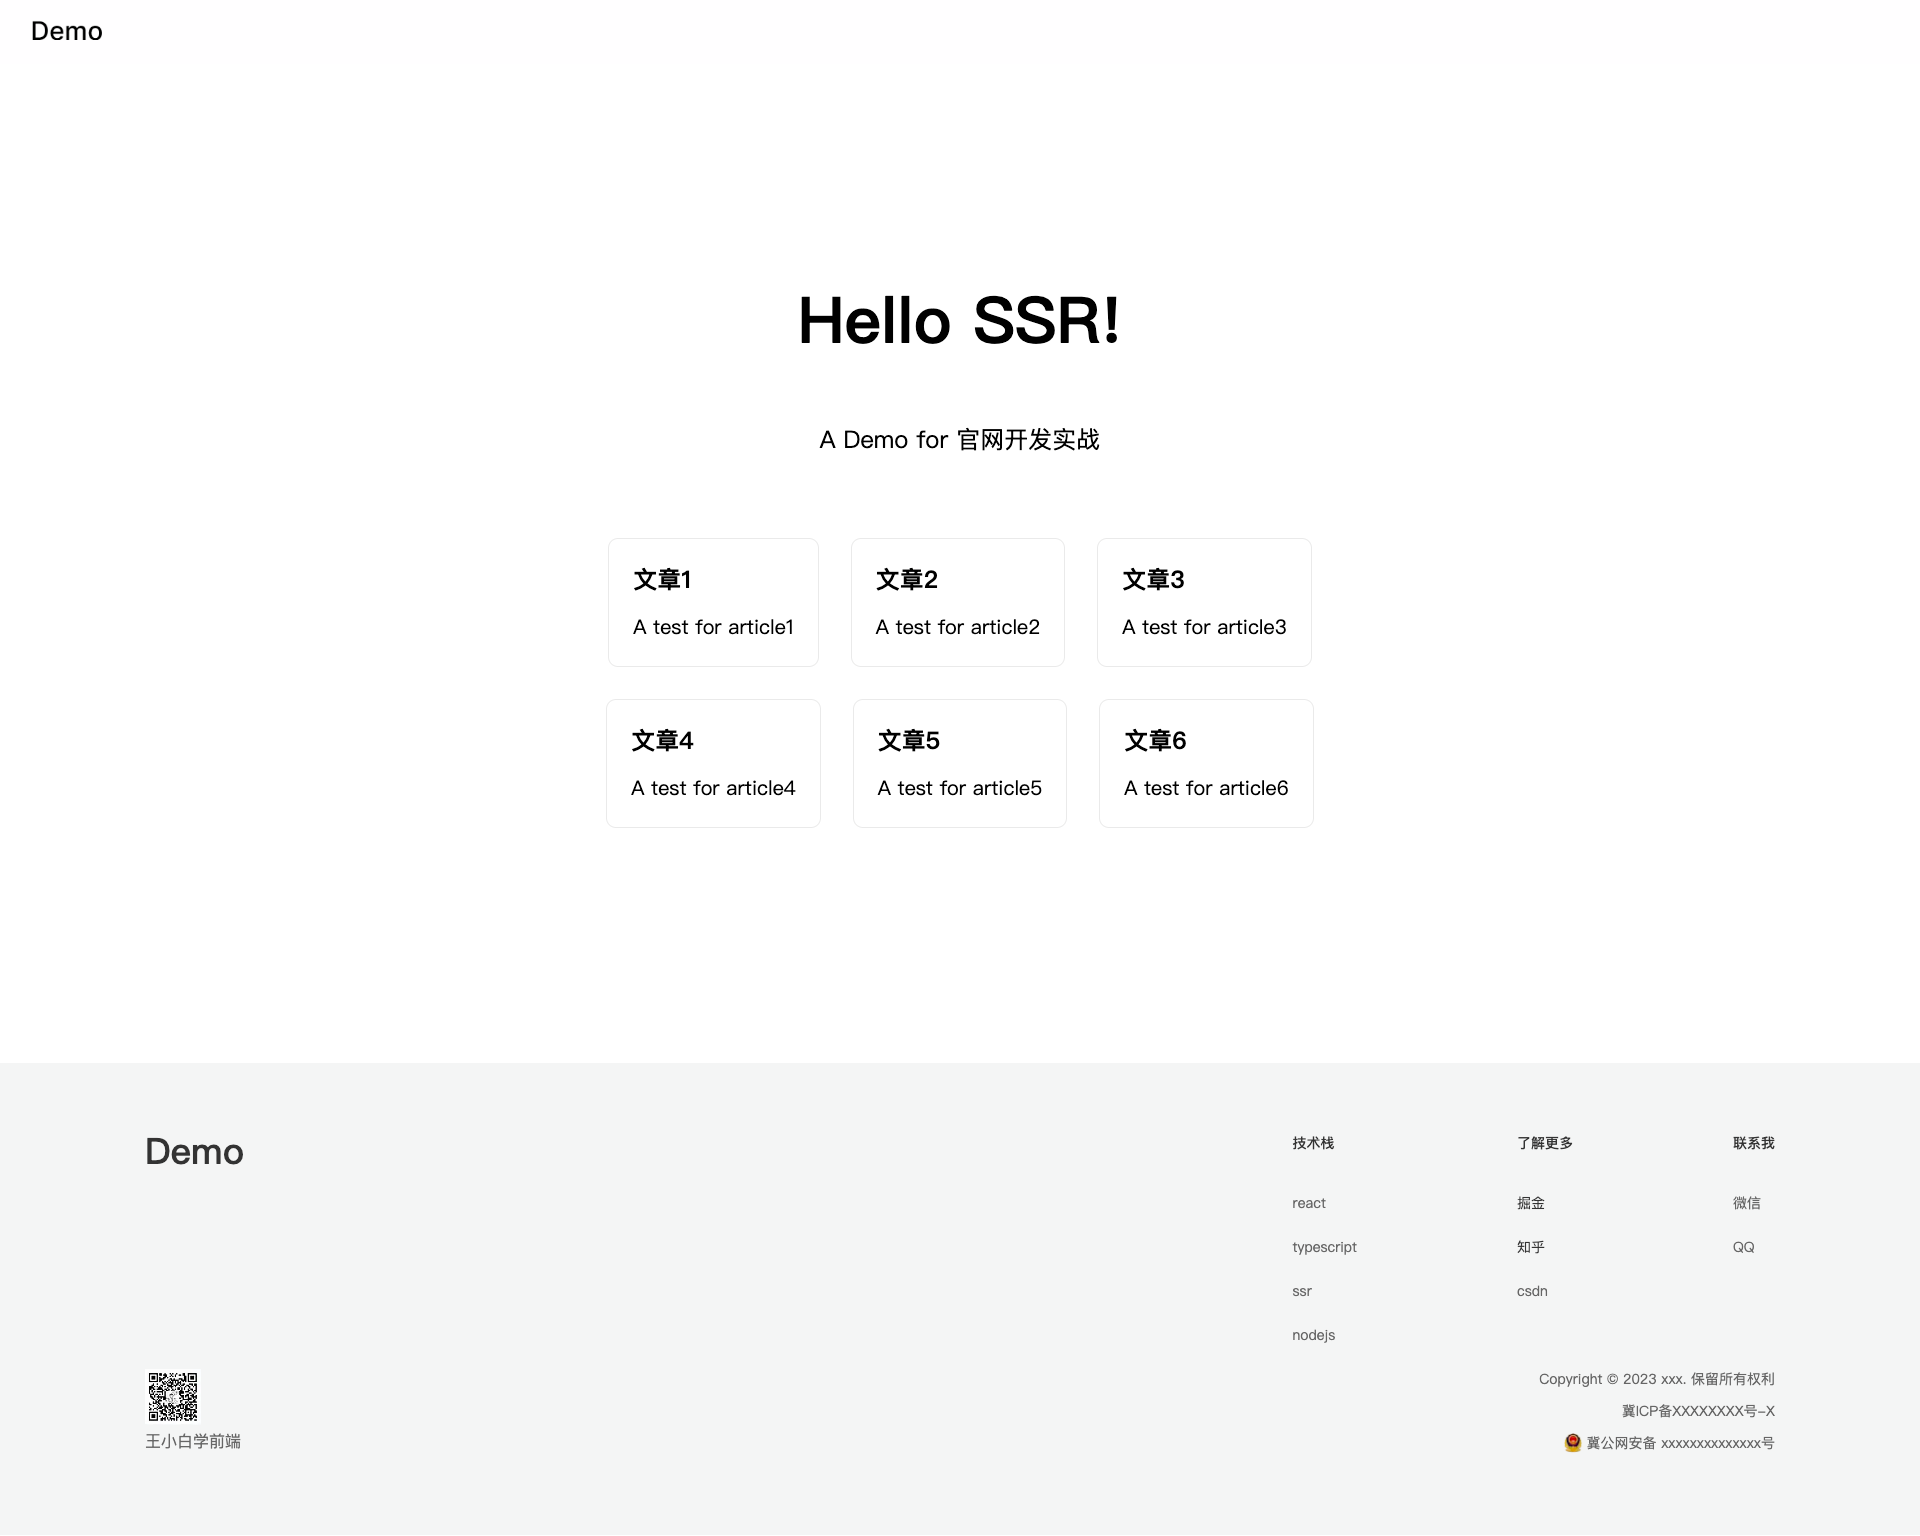 Demo
Hello SSR!
A Demo for 官网开发实战
文章1
A test for article1
文章2
A test for article2
文章3
A test for article3
文章4
A test for article4
文章5
A test for article5
文章6
A test for article6
Demo
技术栈
react
typescript
ssr
nodejs
了解更多
掘金
知乎
csdn
联系我
微信
QQ
王小白学前端
Copyright © 2023 xxx. 保留所有权利
冀ICP备XXXXXXXX号-X
冀公网安备 xxxxxxxxxxxxxx号